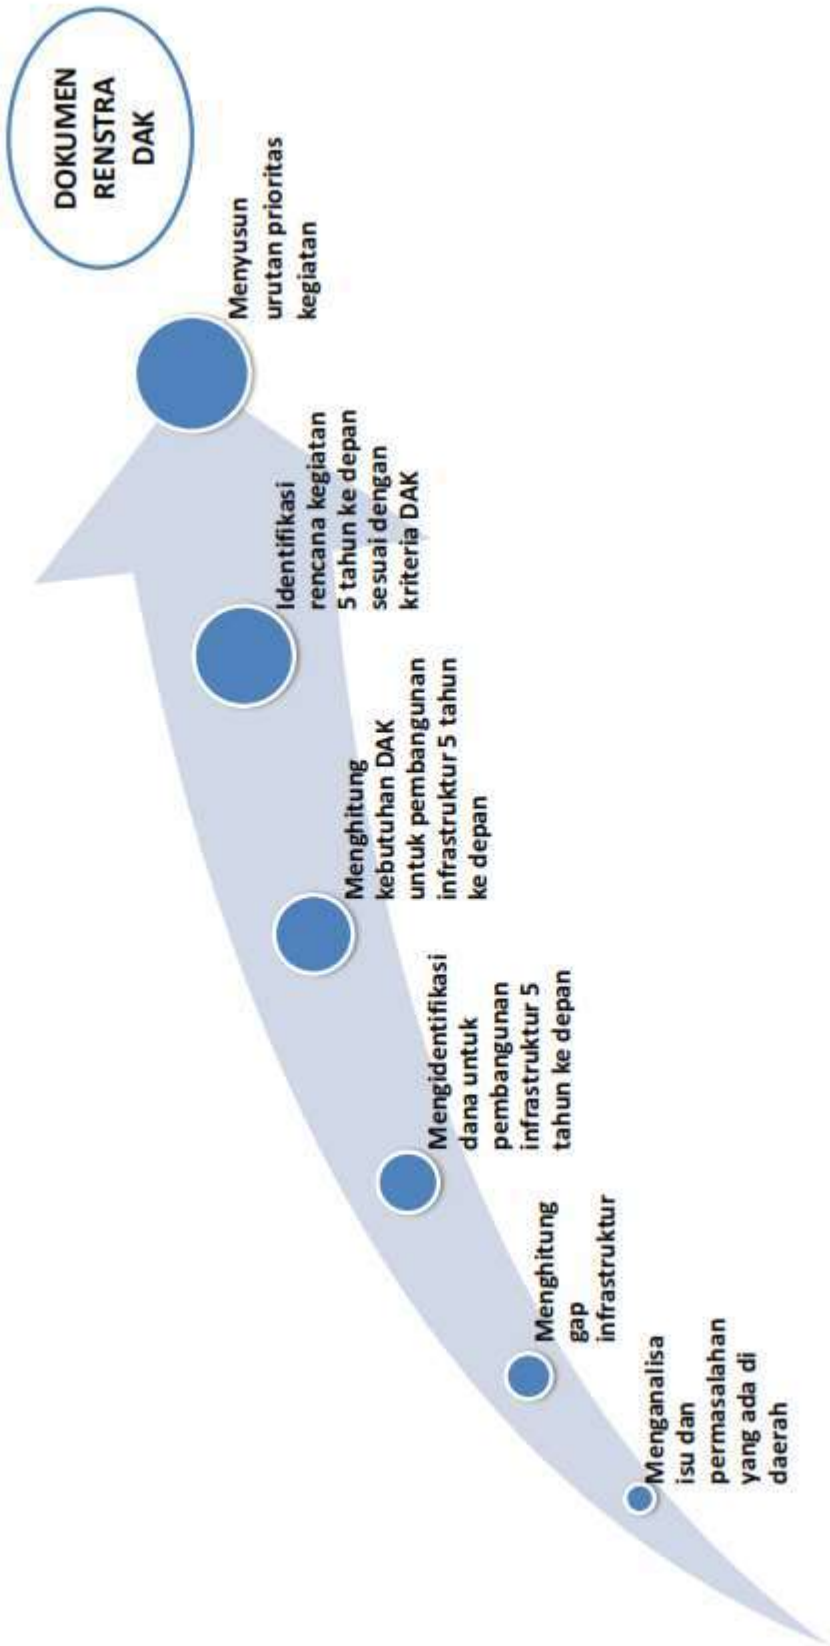 Menganalisa
isu dan
permasalahan
yang ada di
daerah
Menghitung
gap
infrastruktur
Mengidentifikasi
dana untuk
pembangunan
infrastruktur 5
tahun ke depan
Menghitung
kebutuhan DAK
untuk pembangunan
infrastruktur 5 tahun
ke depan
Identifikasi
rencana kegiatan
5 tahun ke depan
sesuai dengan
kriteria DAK
Menyusun
urutan prioritas
kegiatan
DOKUMEN
RENSTRA
DAK